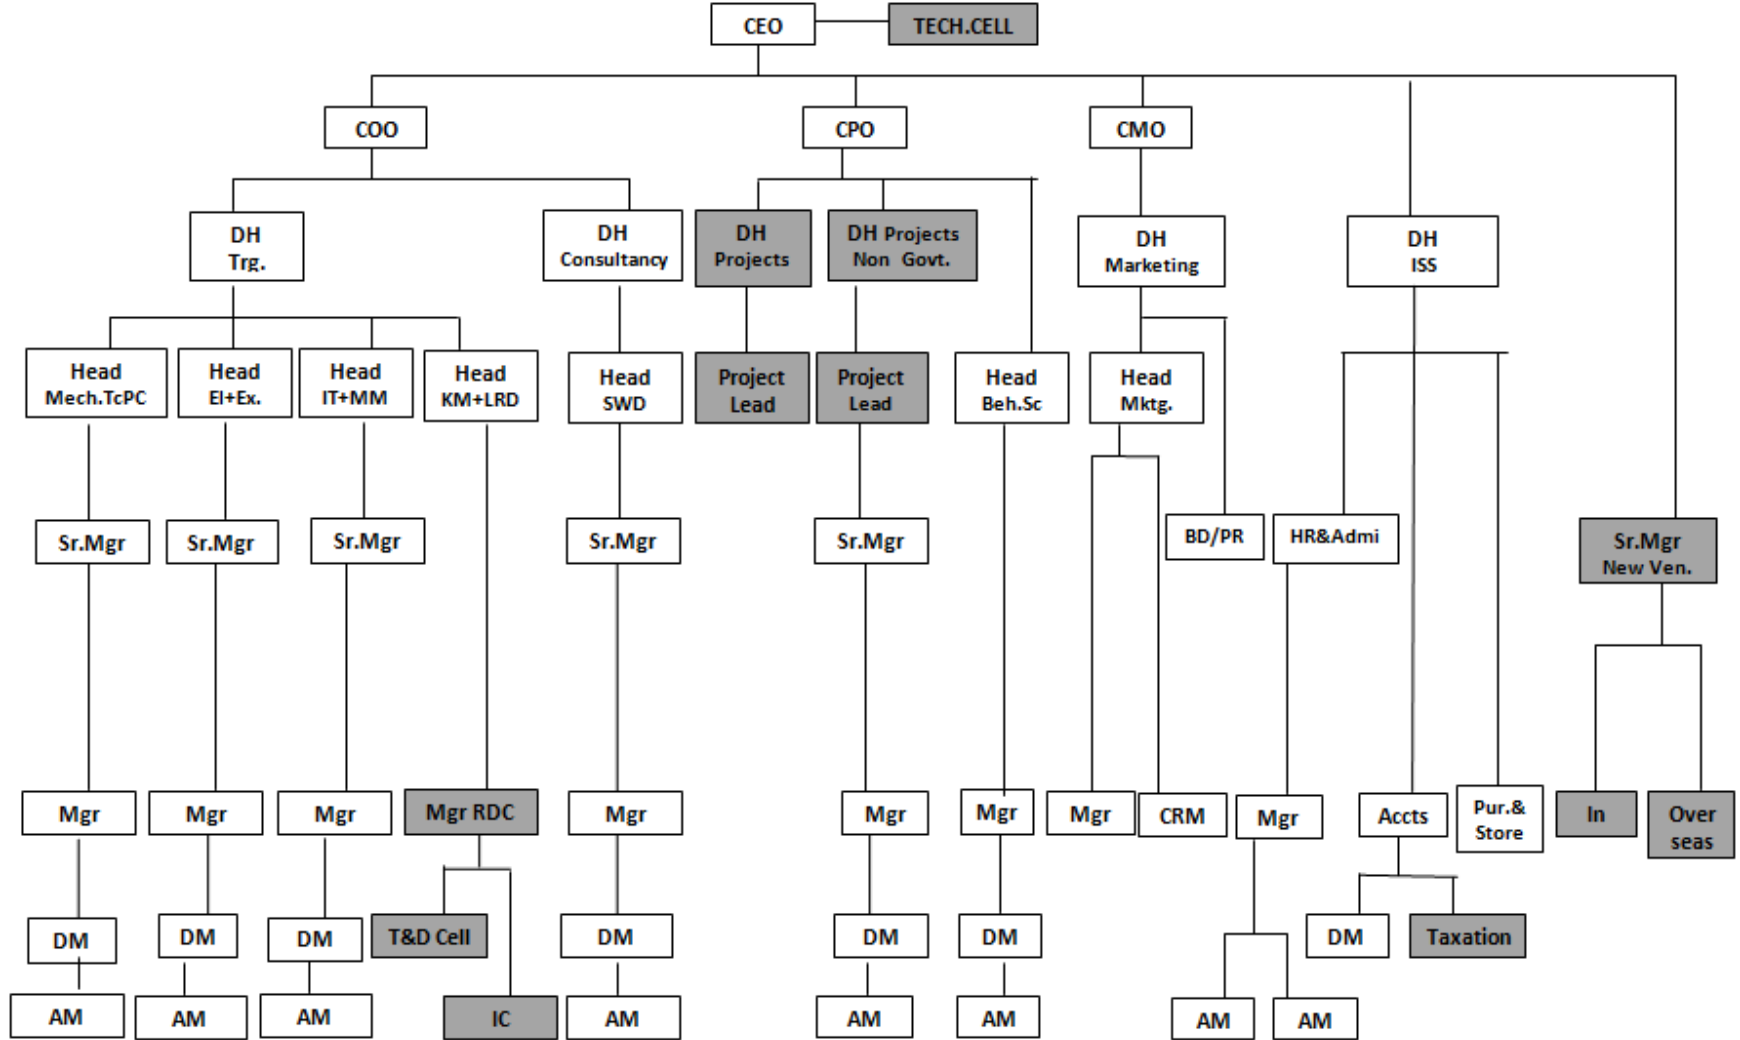 CEO
TECH.CELL
COO
CPO
CMO
DH
Trg.
DH
Consultancy
DH
Projects
DH Projects
Non Govt.
DH
Marketing
DH
ISS
Head
Mech.TcPC
Head
EI+Ex.
Head
IT+MM
Head
KM+LRD
Head
SWD
Project
Lead
Project
Lead
Head
Beh.Sc
Head
Mktg.
Sr.Mgr
Sr.Mgr
Sr.Mgr
Sr.Mgr
Sr.Mgr
BD/PR
HR&Admi
Sr.Mgr
New Ven.
Mgr
Mgr
Mgr
Mgr RDC
Mgr
Mgr
Mgr
Mgr
CRM
Mgr
Accts
Pur.&
Store
In
Over
seas
DM
DM
DM
T&D Cell
DM
DM
DM
DM
Taxation
AM
AM
AM
IC
AM
AM
AM
AM
AM